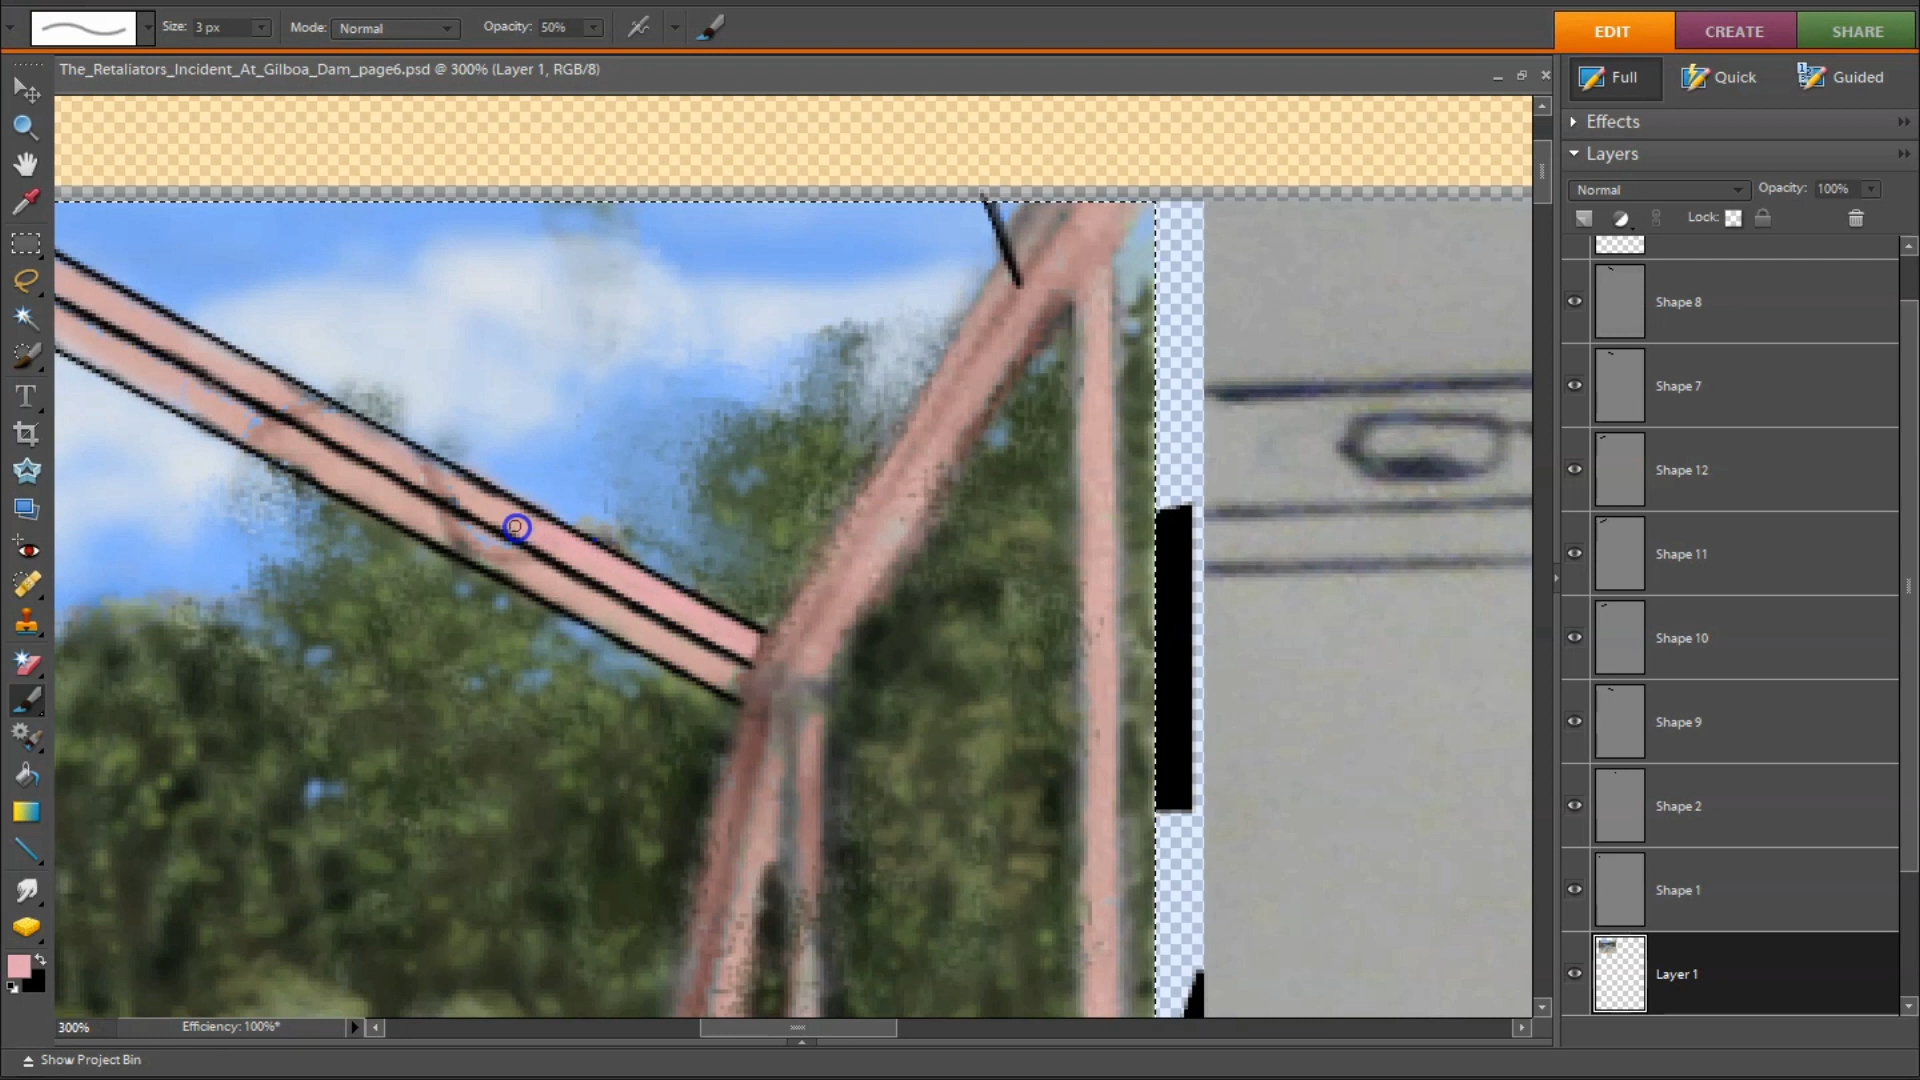 Size: 3 px Mode: Normal Opacity: 50% EDIT CREATE SHARE
The_Retaliators_Incident_At_Gilboa_Dam_page6.psd @ 300% (Layer 1, RGB/8)
Full Quick Guided
Effects
Layers
Normal Opacity: 100%
Lock:
Shape 8
Shape 7
Shape 12
Shape 11
Shape 10
Shape 9
Shape 2
Shape 1
Layer 1
300% Efficiency: 100%*
Show Project Bin